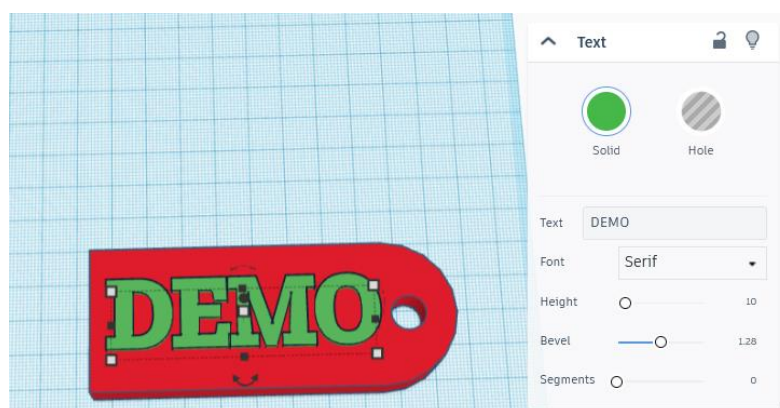 DEMO
Text
Solid Hole
Text DEMO
Font Serif
Height 10
Bevel 1.28
Segments 0